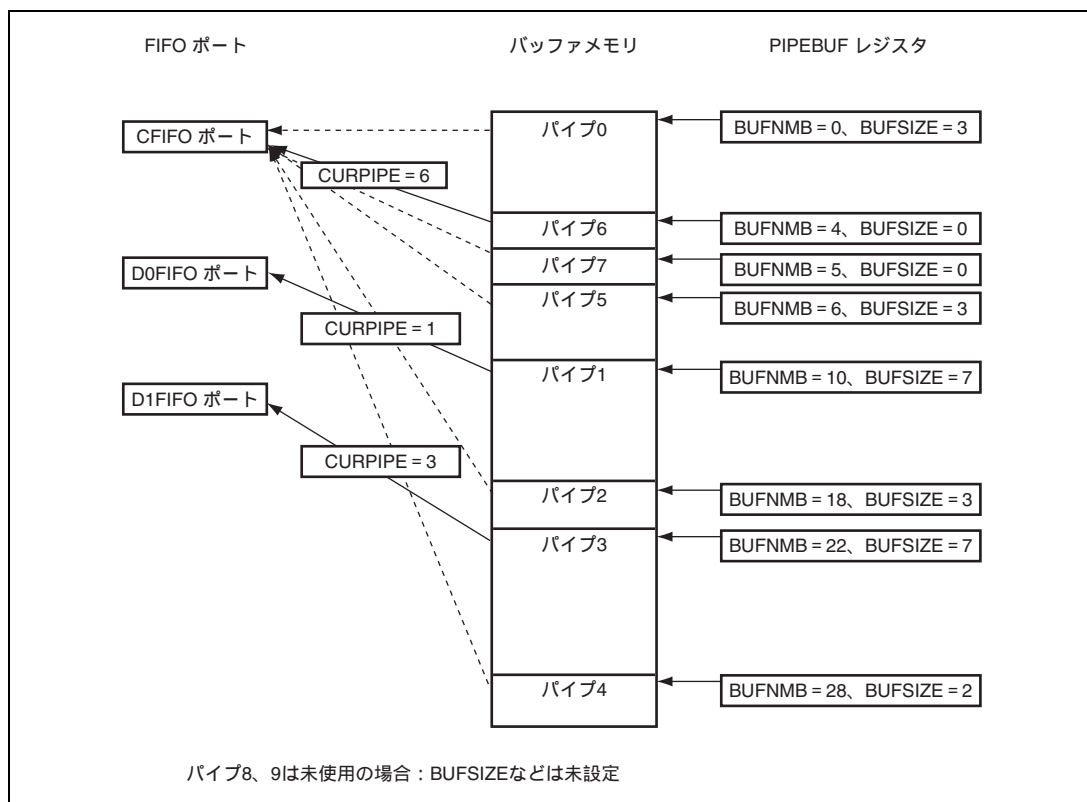 FIFO ポート
バッファメモリ
PIPEBUF レジスタ
CFIFO ポート
パイプ0
BUFNMB = 0、BUFSIZE = 3
CURPIPE = 6
パイプ6
BUFNMB = 4、BUFSIZE = 0
D0FIFO ポート
パイプ7
BUFNMB = 5、BUFSIZE = 0
パイプ5
BUFNMB = 6、BUFSIZE = 3
CURPIPE = 1
パイプ1
BUFNMB = 10、BUFSIZE = 7
D1FIFO ポート
CURPIPE = 3
パイプ2
BUFNMB = 18、BUFSIZE = 3
パイプ3
BUFNMB = 22、BUFSIZE = 7
パイプ4
BUFNMB = 28、BUFSIZE = 2
パイプ8、9は未使用の場合:BUFSIZEなどは未設定